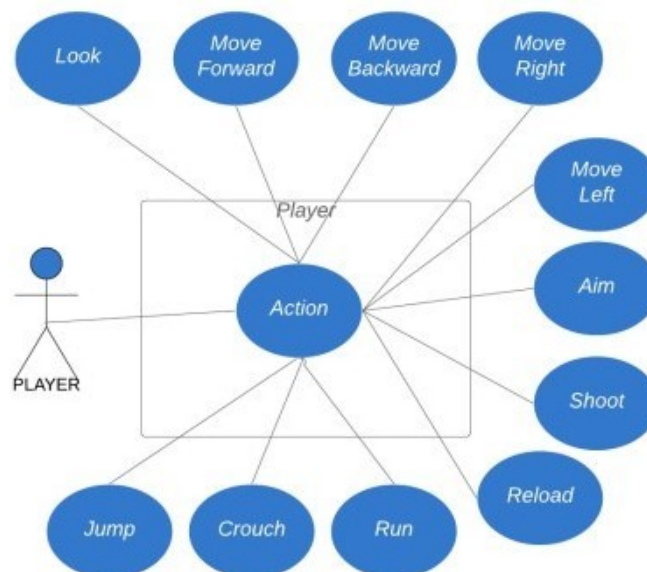 Look
Move
Forward
Move
Backward
Move
Right
Move
Left
Player
Aim
Action
PLAYER
Shoot
Reload
Jump
Crouch
Run